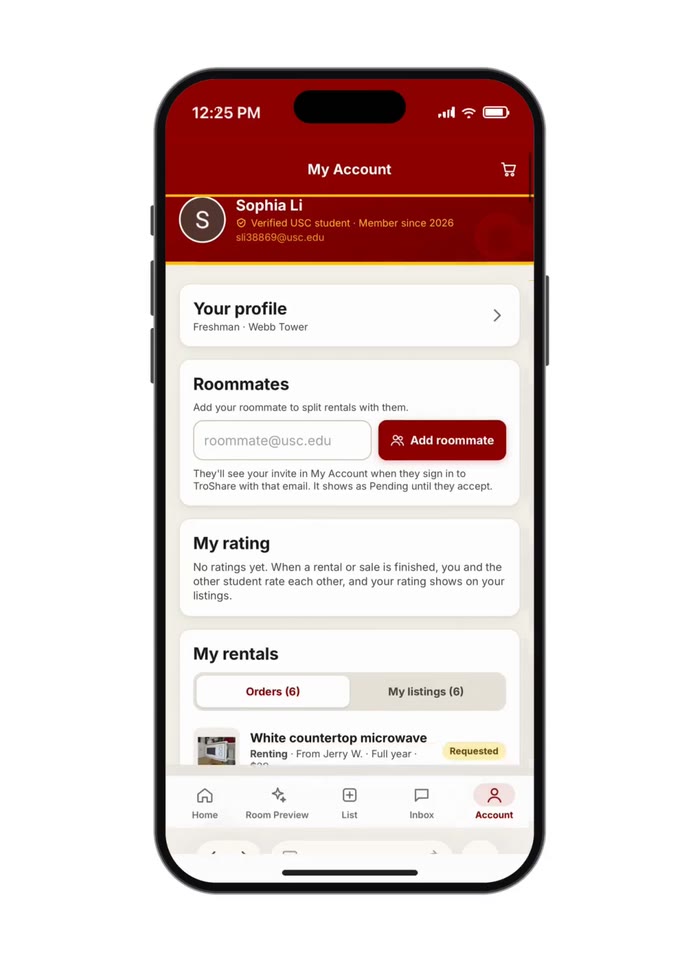 12:25 PM
My Account
S
Sophia Li
Verified USC student · Member since 2026
sli38869@usc.edu
Your profile
Freshman · Webb Tower
Roommates
Add your roommate to split rentals with them.
roommate@usc.edu
Add roommate
They'll see your invite in My Account when they sign in to
TroShare with that email. It shows as Pending until they accept.
My rating
No ratings yet. When a rental or sale is finished, you and the
other student rate each other, and your rating shows on your
listings.
My rentals
Orders (6)
My listings (6)
White countertop microwave
Renting · From Jerry W. · Full year ·
Requested
Home
Room Preview
List
Inbox
Account